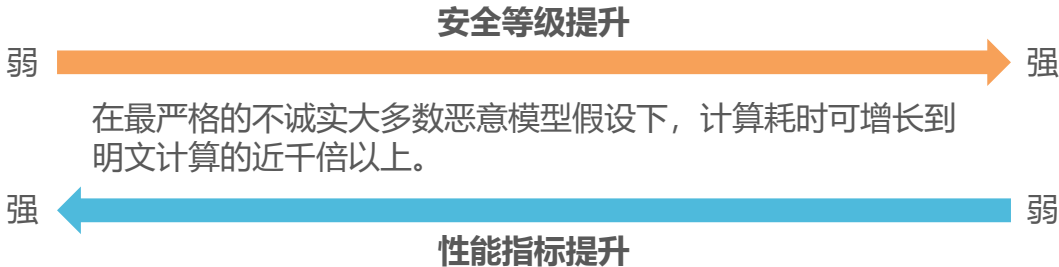 安全等级提升
弱 强
在最严格的不诚实大多数恶意模型假设下，计算耗时可增长到
明文计算的近千倍以上。
强 弱
性能指标提升